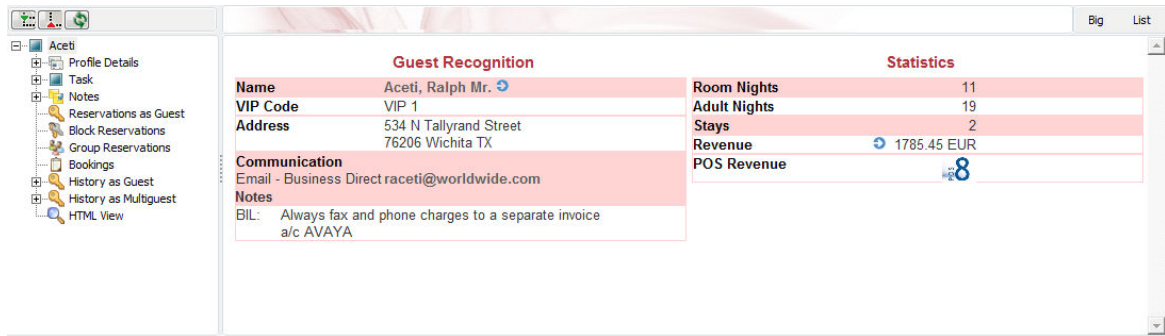 Big List
Aceti
Profile Details
Task
Notes
Reservations as Guest
Block Reservations
Group Reservations
Bookings
History as Guest
History as Multiguest
HTML View
Guest Recognition
Name Aceti, Ralph Mr.
VIP Code VIP 1
Address 534 N Tallyrand Street
76206 Wichita TX
Communication
Email - Business Direct raceti@worldwide.com
Notes
BIL: Always fax and phone charges to a separate invoice
a/c AVAYA
Statistics
Room Nights 11
Adult Nights 19
Stays 2
Revenue 1785.45 EUR
POS Revenue 8